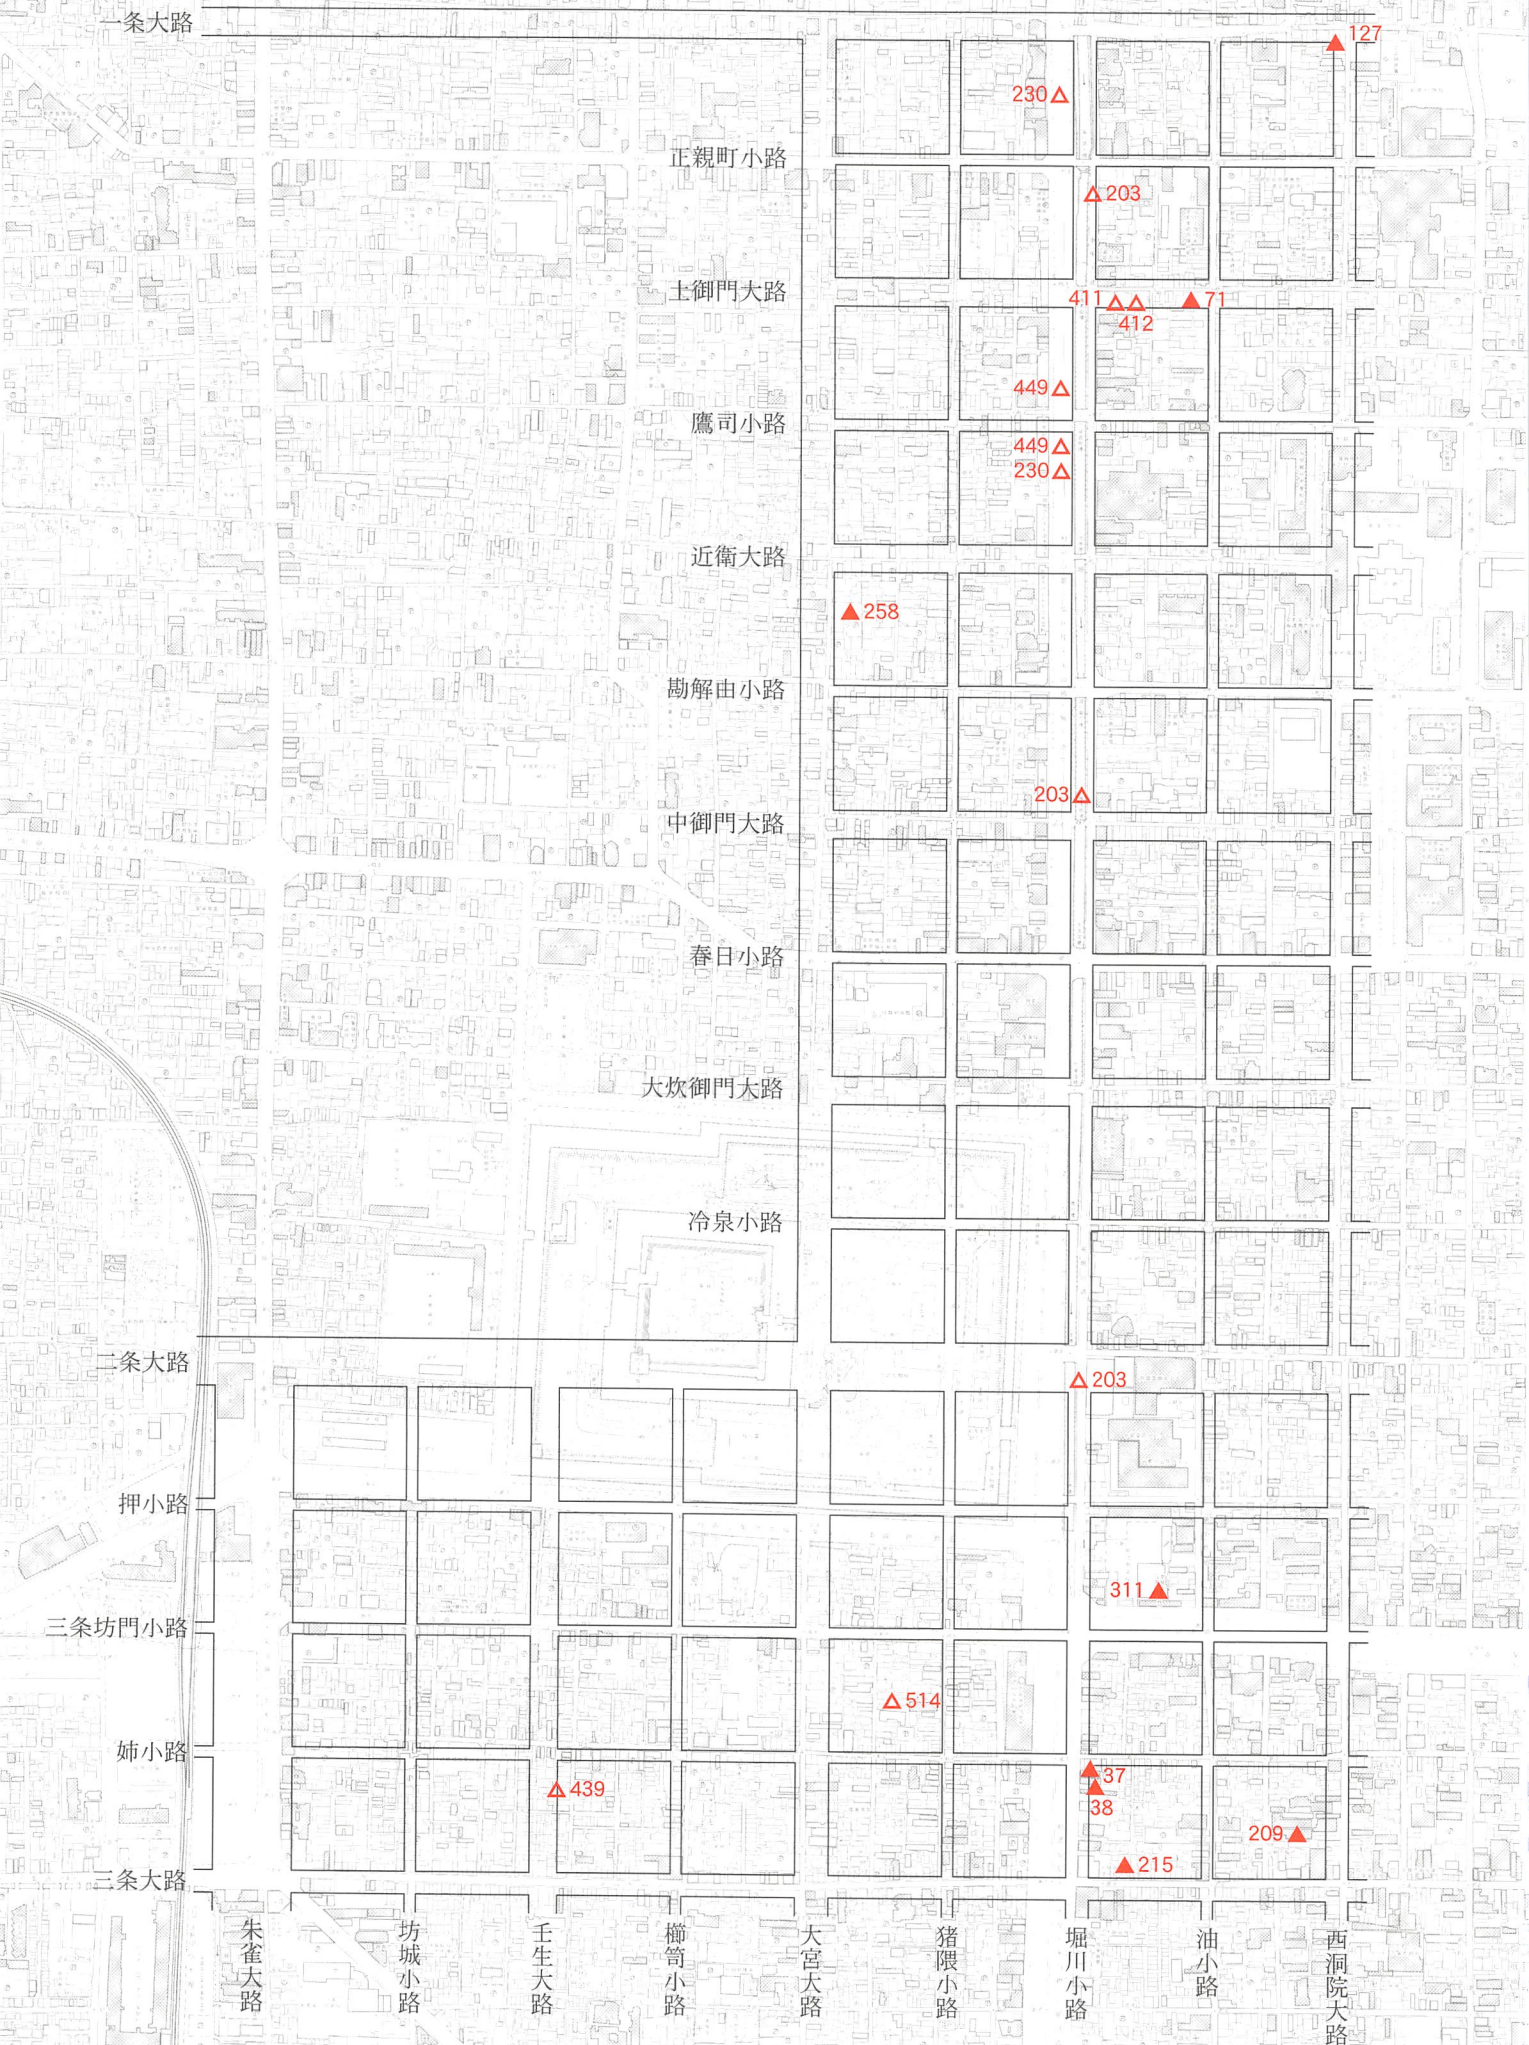 一条大路
127
230
正親町小路
203
土御門大路
411
412
71
449
鷹司小路
449
230
近衛大路
258
勘解由小路
203
中御門大路
春日小路
大炊御門大路
冷泉小路
二条大路
203
押小路
311
三条坊門小路
514
姉小路
37
439
38
209
215
三条大路
朱雀大路
坊城小路
壬生大路
櫛笥小路
大宮大路
猪隈小路
堀川小路
油小路
西洞院大路